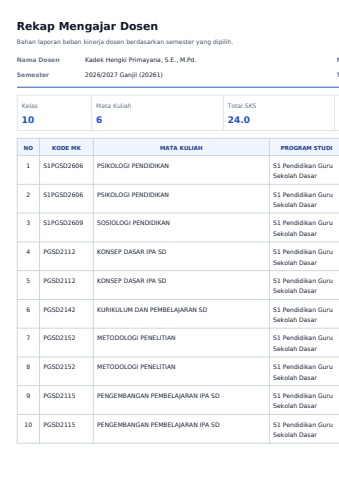 Rekap Mengajar Dosen
Bahan laporan beban kinerja dosen berdasarkan semester yang dipilih.
Nama Dosen Kadek Hengki Primayana, S.E., M.Pd.
Semester 2026/2027 Ganjil (20261)
Kelas Mata Kuliah Total SKS
10 6 24.0
NO KODE MK MATA KULIAH PROGRAM STUDI
1 S1PGSD2606 PSIKOLOGI PENDIDIKAN S1 Pendidikan Guru
Sekolah Dasar
2 S1PGSD2606 PSIKOLOGI PENDIDIKAN S1 Pendidikan Guru
Sekolah Dasar
3 S1PGSD2609 SOSIOLOGI PENDIDIKAN S1 Pendidikan Guru
Sekolah Dasar
4 PGSD2112 KONSEP DASAR IPA SD S1 Pendidikan Guru
Sekolah Dasar
5 PGSD2112 KONSEP DASAR IPA SD S1 Pendidikan Guru
Sekolah Dasar
6 PGSD2142 KURIKULUM DAN PEMBELAJARAN SD S1 Pendidikan Guru
Sekolah Dasar
7 PGSD2152 METODOLOGI PENELITIAN S1 Pendidikan Guru
Sekolah Dasar
8 PGSD2152 METODOLOGI PENELITIAN S1 Pendidikan Guru
Sekolah Dasar
9 PGSD2115 PENGEMBANGAN PEMBELAJARAN IPA SD S1 Pendidikan Guru
Sekolah Dasar
10 PGSD2115 PENGEMBANGAN PEMBELAJARAN IPA SD S1 Pendidikan Guru
Sekolah Dasar